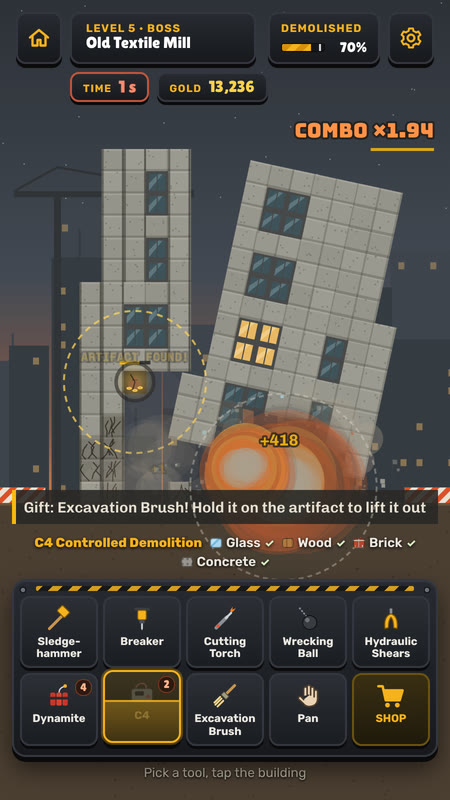 LEVEL 5 • BOSS
Old Textile Mill
DEMOLISHED
70%
TIME 1s
GOLD 13,236
COMBO ×1.94
ARTIFACT FOUND!
+418
Gift: Excavation Brush! Hold it on the artifact to lift it out
C4 Controlled Demolition Glass ✓ Wood ✓ Brick ✓
Concrete ✓
Sledge-
hammer
Breaker
Cutting
Torch
Wrecking
Ball
Hydraulic
Shears
4
Dynamite
2
C4
Excavation
Brush
Pan
SHOP
Pick a tool, tap the building